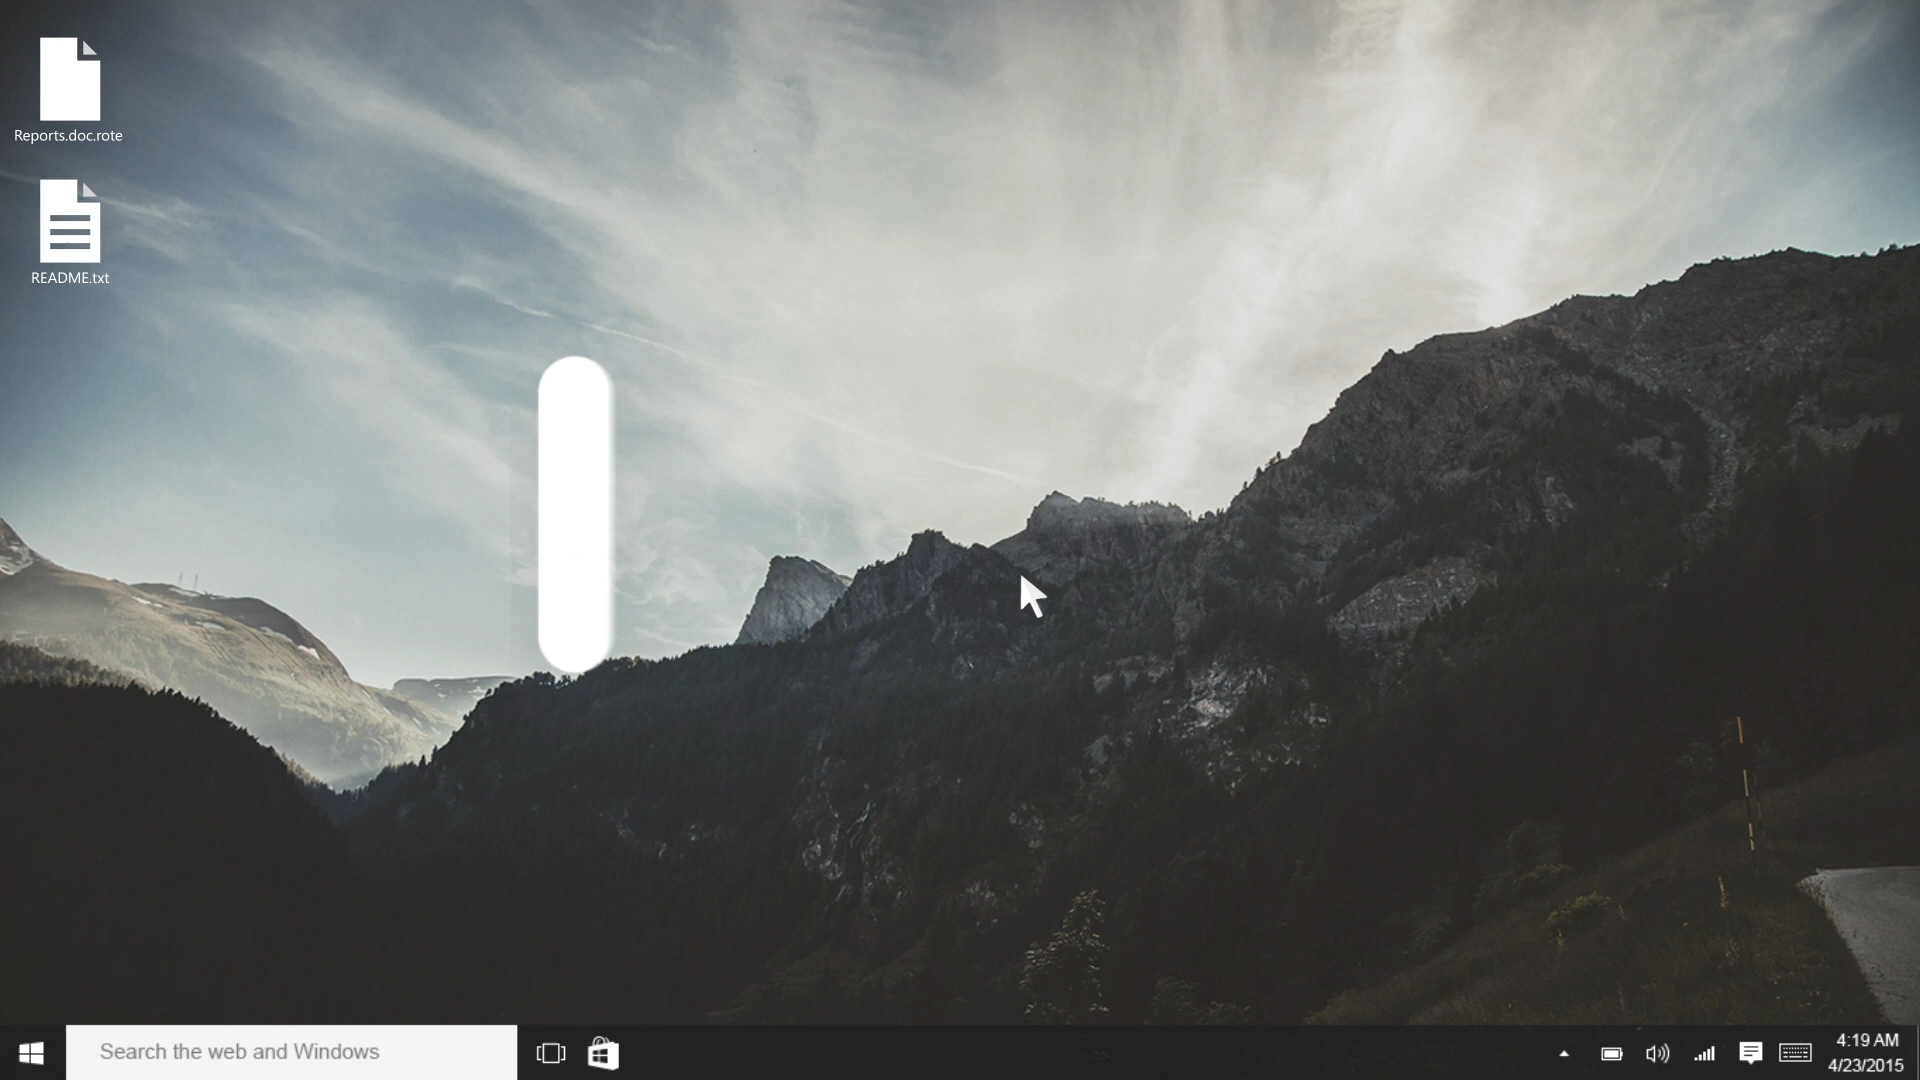 Reports.doc.rote
README.txt
Search the web and Windows
4:19 AM
4/23/2015